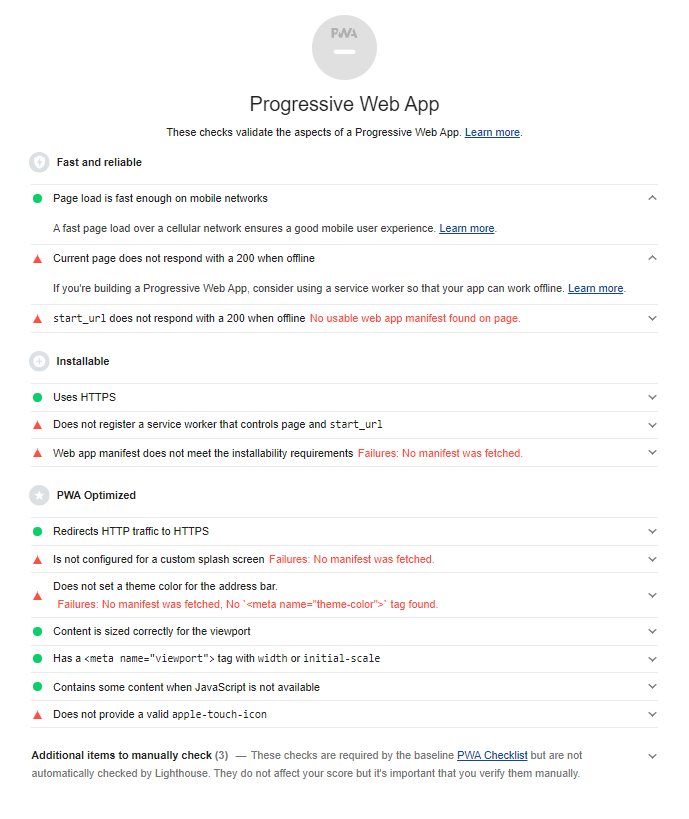 PWA
Progressive Web App
These checks validate the aspects of a Progressive Web App. Learn more.
Fast and reliable
Page load is fast enough on mobile networks
A fast page load over a cellular network ensures a good mobile user experience. Learn more.
Current page does not respond with a 200 when offline
If you're building a Progressive Web App, consider using a service worker so that your app can work offline. Learn more.
start_url does not respond with a 200 when offline No usable web app manifest found on page.
Installable
Uses HTTPS
Does not register a service worker that controls page and start_url
Web app manifest does not meet the installability requirements Failures: No manifest was fetched.
PWA Optimized
Redirects HTTP traffic to HTTPS
Is not configured for a custom splash screen Failures: No manifest was fetched.
Does not set a theme color for the address bar.
Failures: No manifest was fetched, No `<meta name="theme-color">` tag found.
Content is sized correctly for the viewport
Has a <meta name="viewport"> tag with width or initial-scale
Contains some content when JavaScript is not available
Does not provide a valid apple-touch-icon
Additional items to manually check (3) — These checks are required by the baseline PWA Checklist but are not
automatically checked by Lighthouse. They do not affect your score but it's important that you verify them manually.